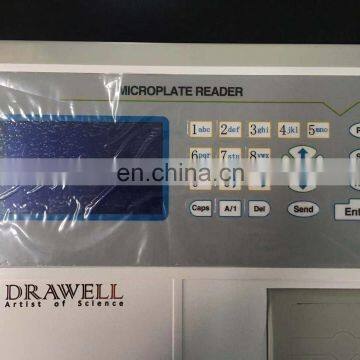 MICROPLATE READER
1abc 2def 3ghi 4jkl 5mno
6pqr 7stu 8vwx
en.china.cn
Caps A/1 Del Send Ente
DRAWELL
Artist of Science